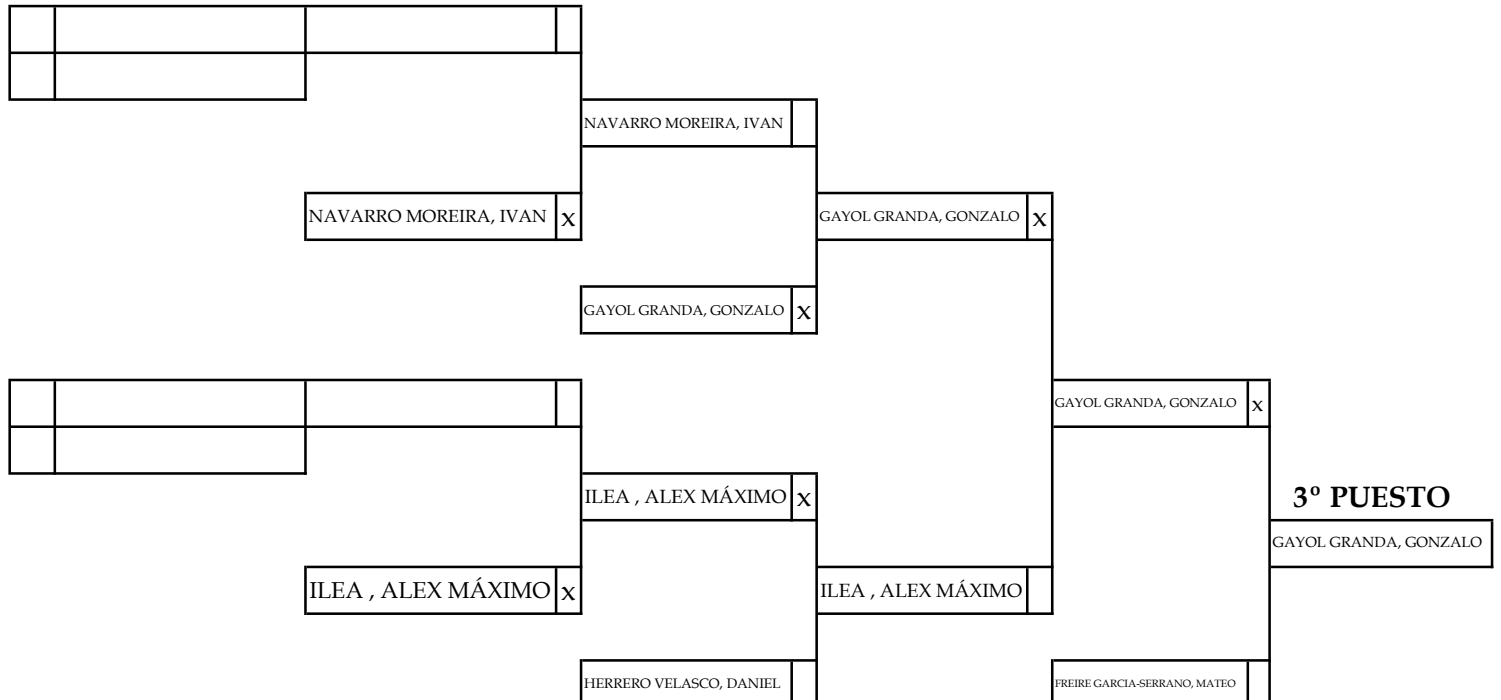 NAVARRO MOREIRA, IVAN
NAVARRO MOREIRA, IVAN x
GAYOL GRANDA, GONZALO x
GAYOL GRANDA, GONZALO x
GAYOL GRANDA, GONZALO x
ILEA , ALEX MÁXIMO x
3º PUESTO
GAYOL GRANDA, GONZALO
ILEA , ALEX MÁXIMO x
ILEA , ALEX MÁXIMO
HERRERO VELASCO, DANIEL
FREIRE GARCIA-SERRANO, MATEO